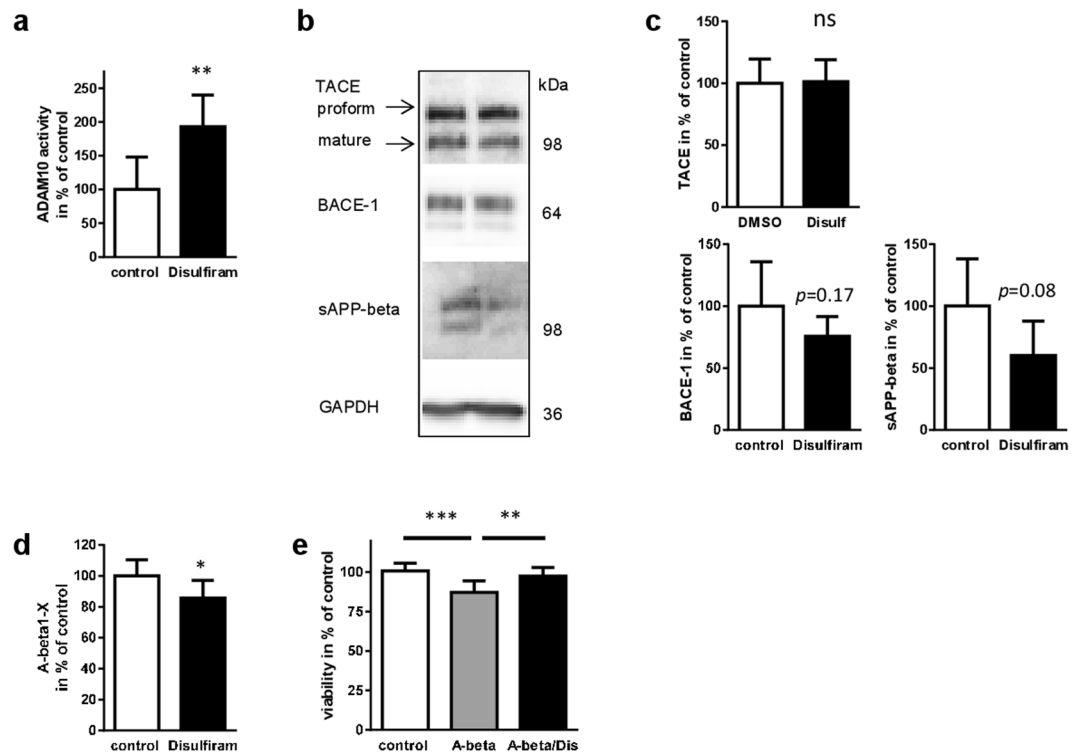 a
**
ADAM10 activity
in % of control
250
200
150
100
50
0
control Disulfiram
b
TACE
proform
mature
kDa
98
BACE-1
64
sAPP-beta
98
GAPDH
36
c
ns
TACE in % of control
150
100
50
0
DMSO Disulf
BACE-1 in % of control
150
100
50
0
p=0.17
control Disulfiram
sAPP-beta in % of control
150
100
50
0
p=0.08
control Disulfiram
d
*
A-beta1-X
in % of control
120
100
80
60
40
20
0
control Disulfiram
e
*** **
viability in % of control
100
75
50
25
0
control A-beta A-beta/Dis